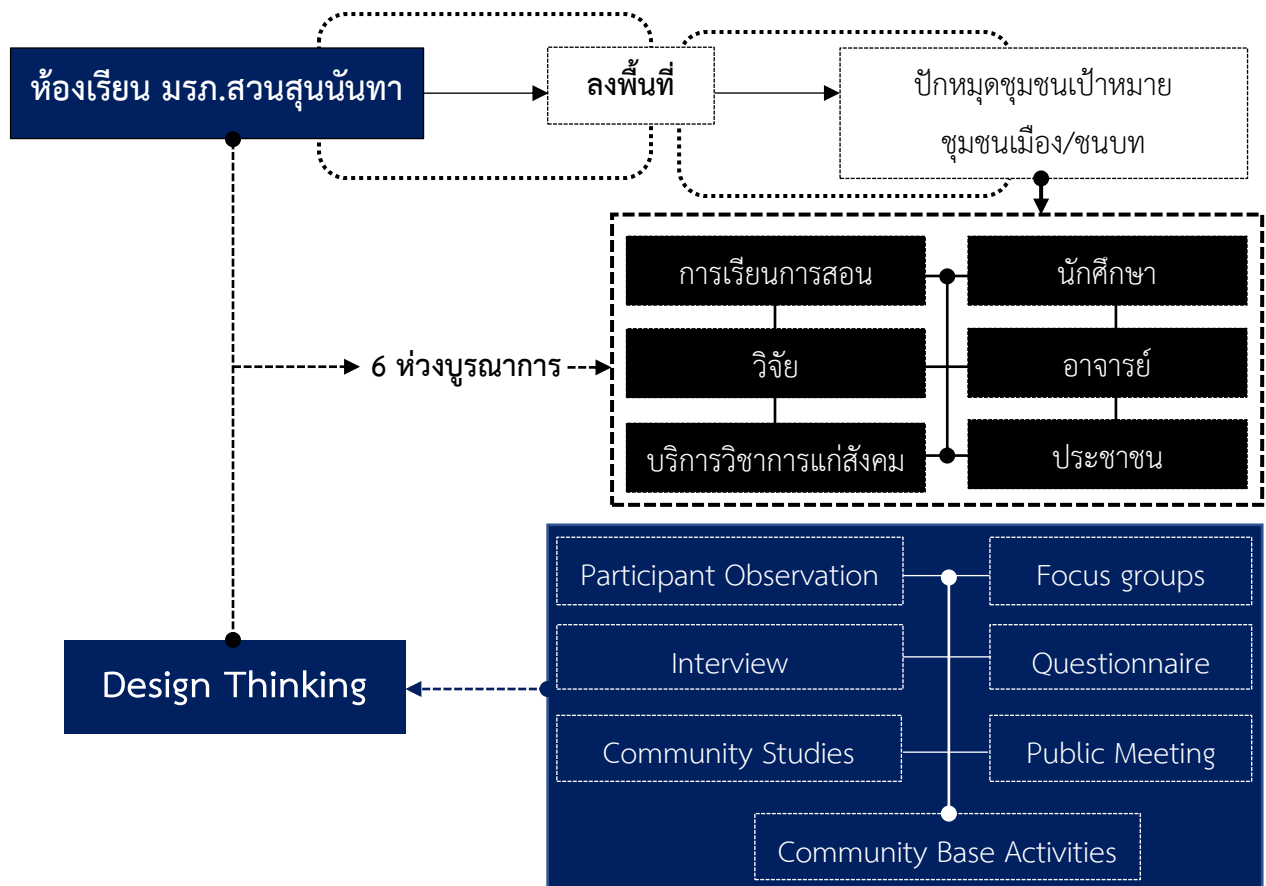 ห้องเรียน มรภ.สวนสุนันทา
ลงพื้นที่
ปักหมุดชุมชนเป้าหมาย
ชุมชนเมือง/ชนบท
การเรียนการสอน
นักศึกษา
6 ห่วงบูรณาการ
วิจัย
อาจารย์
บริการวิชาการแก่สังคม
ประชาชน
Participant Observation
Focus groups
Interview
Questionnaire
Design Thinking
Community Studies
Public Meeting
Community Base Activities